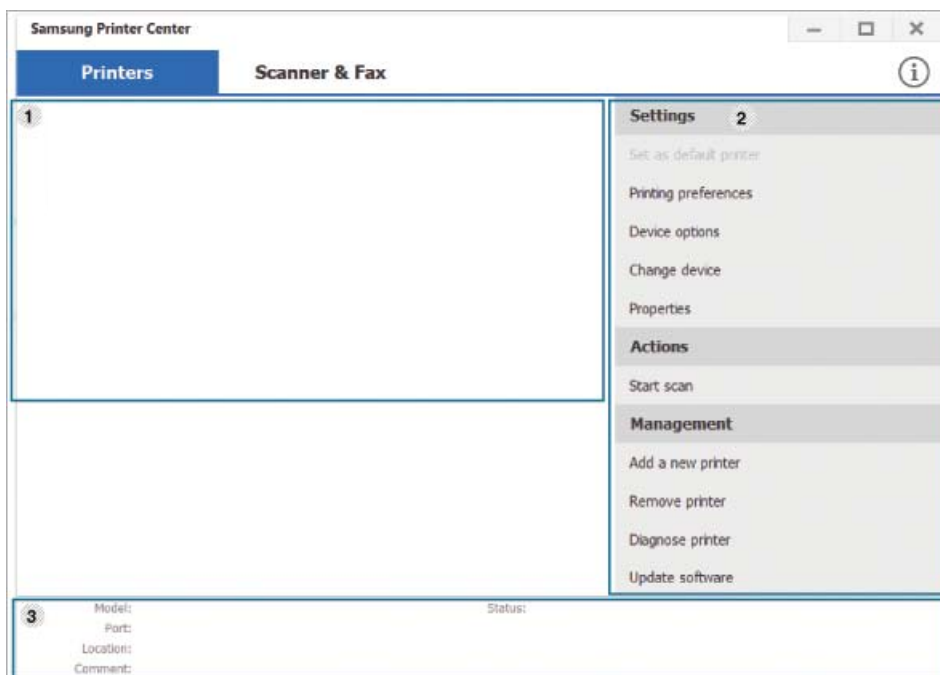 Samsung Printer Center
Printers
Scanner & Fax
1
Settings
2
Set as default printer
Printing preferences
Device options
Change device
Properties
Actions
Start scan
Management
Add a new printer
Remove printer
Diagnose printer
Update software
3
Model:
Status:
Port:
Location:
Comment: